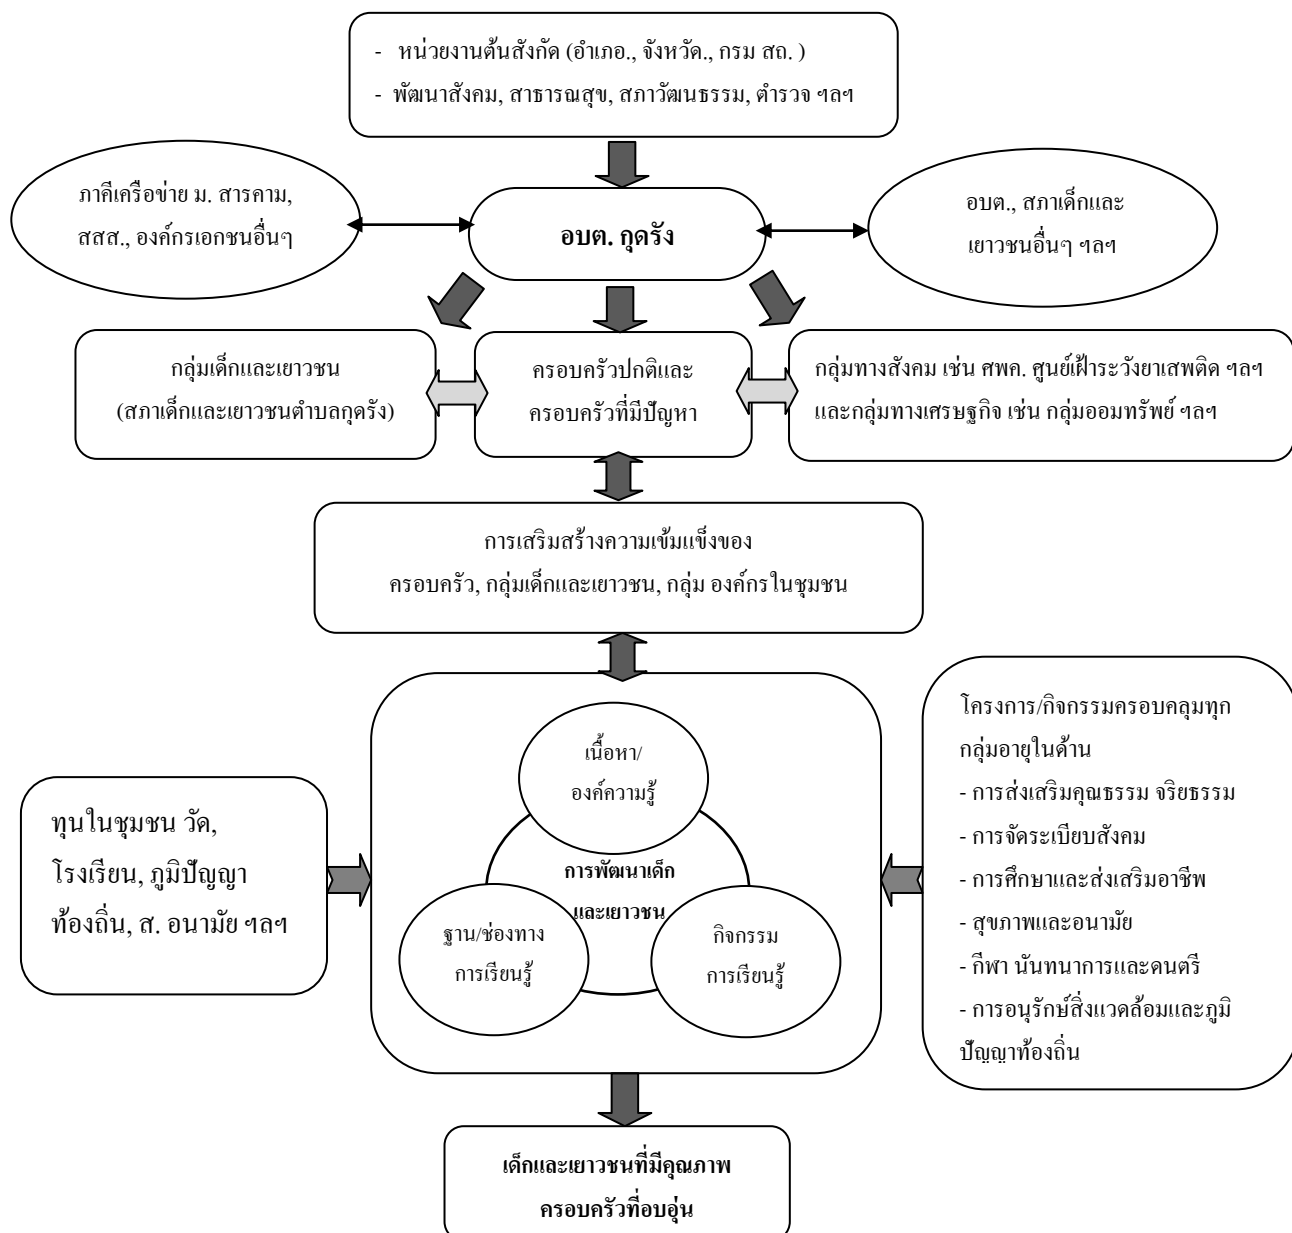 - หน่วยงานต้นสังกัด (อำเภอ., จังหวัด., กรม สถ. )
- พัฒนาสังคม, สาธารณสุข, สภาวัฒนธรรม, ตำรวจ ฯลฯ
ภาคีเครือข่าย ม. สารคาม,
สสส., องค์กรเอกชนอื่นๆ
อบต. กุดรัง
อบต., สภาเด็กและ
เยาวชนอื่นๆ ฯลฯ
กลุ่มเด็กและเยาวชน
(สภาเด็กและเยาวชนตำบลกุดรัง)
ครอบครัวปกติและ
ครอบครัวที่มีปัญหา
กลุ่มทางสังคม เช่น ศพค. ศูนย์เฝ้าระวังยาเสพติด ฯลฯ
และกลุ่มทางเศรษฐกิจ เช่น กลุ่มออมทรัพย์ ฯลฯ
การเสริมสร้างความเข้มแข็งของ
ครอบครัว, กลุ่มเด็กและเยาวชน, กลุ่ม องค์กรในชุมชน
ทุนในชุมชน วัด,
โรงเรียน, ภูมิปัญญา
ท้องถิ่น, ส. อนามัย ฯลฯ
เนื้อหา/
องค์ความรู้
การพัฒนาเด็ก
และเยาวชน
ฐาน/ช่องทาง
การเรียนรู้
กิจกรรม
การเรียนรู้
โครงการ/กิจกรรมครอบคลุมทุก
กลุ่มอายุในด้าน
- การส่งเสริมคุณธรรม จริยธรรม
- การจัดระเบียบสังคม
- การศึกษาและส่งเสริมอาชีพ
- สุขภาพและอนามัย
- กีฬา นันทนาการและดนตรี
- การอนุรักษ์สิ่งแวดล้อมและภูมิ
ปัญญาท้องถิ่น
เด็กและเยาวชนที่มีคุณภาพ
ครอบครัวที่อบอุ่น